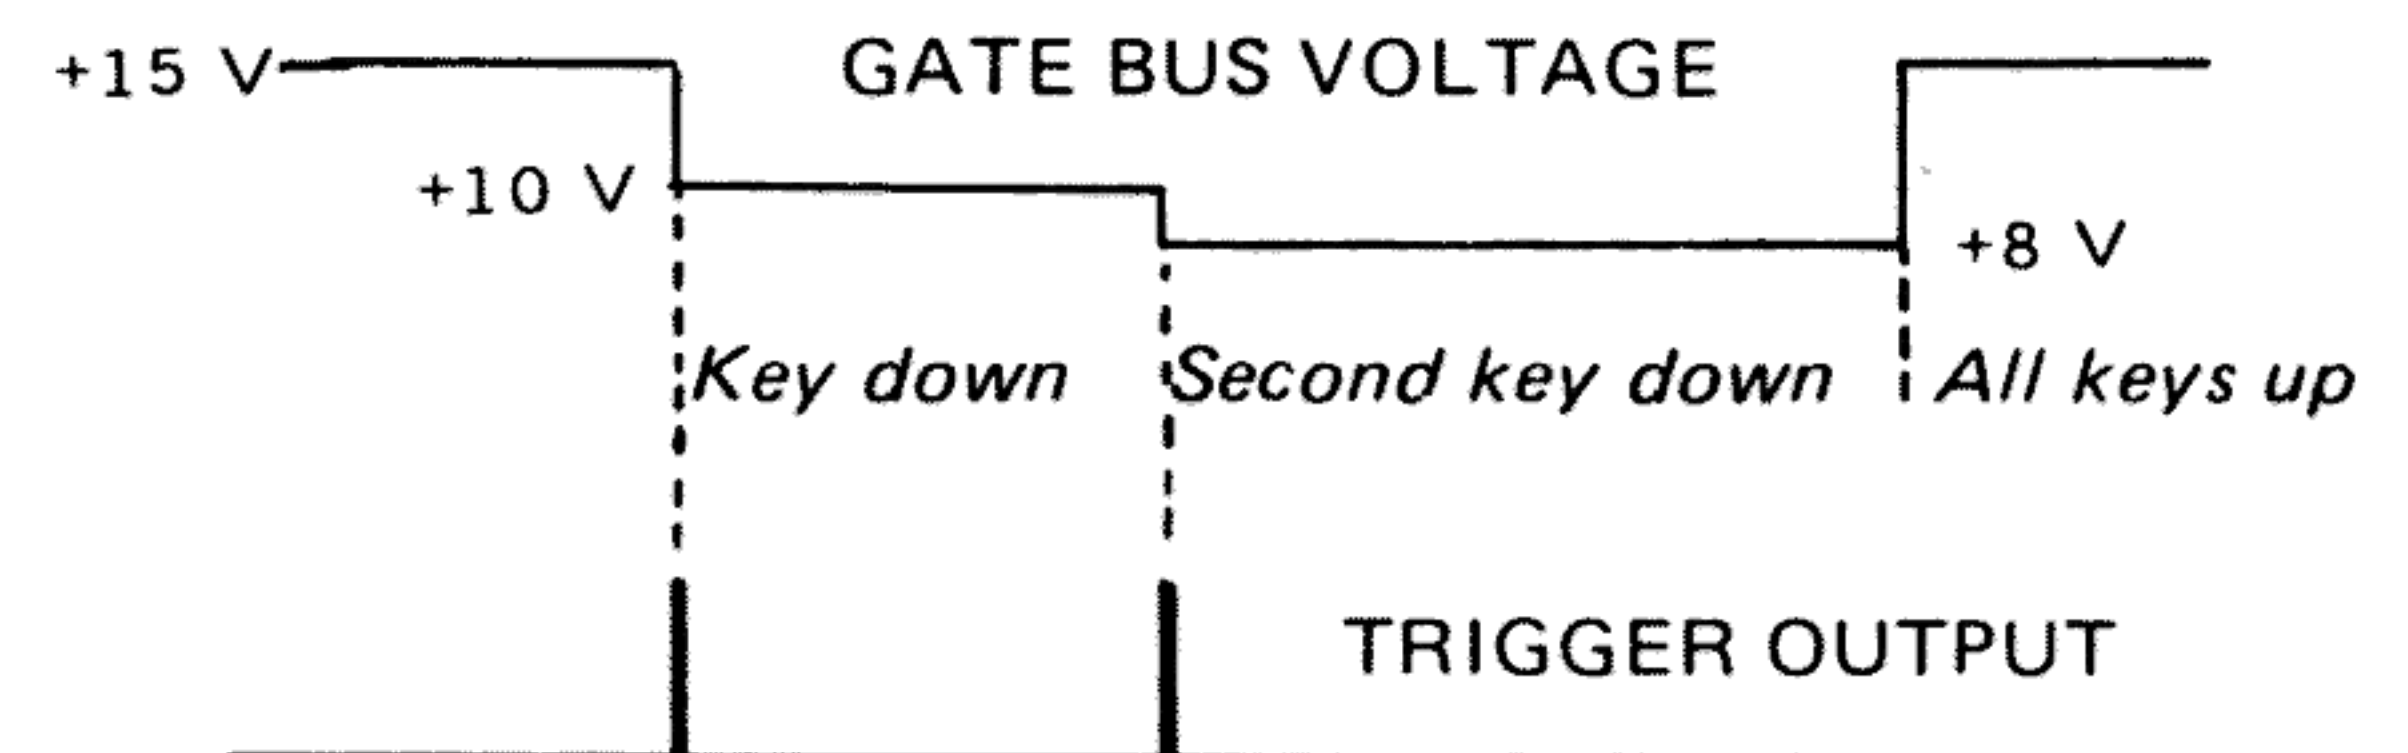 +15 V
GATE BUS VOLTAGE
+10 V
+8 V
Key down
Second key down
All keys up
TRIGGER OUTPUT